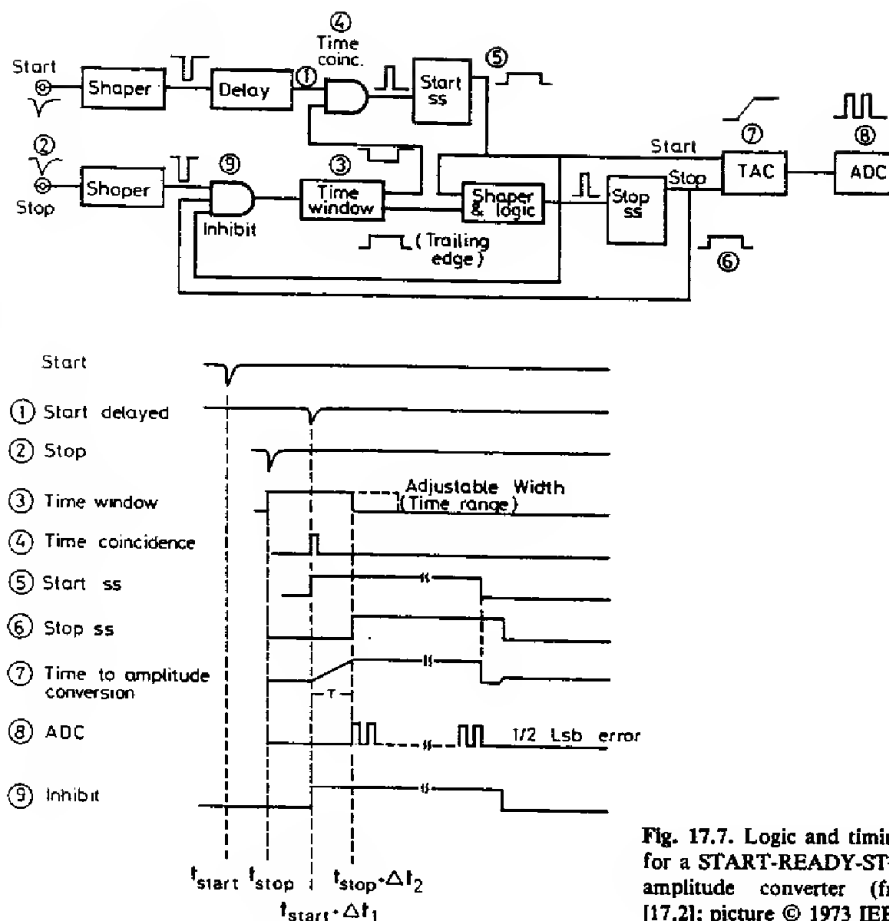 ④
Time
coinc.
Start
Shaper
Delay
①
Start
ss
⑤
②
Stop
Shaper
⑨
Inhibit
③
Time
window
(Trailing
edge)
Shaper
& logic
Stop
ss
⑥
Start
Stop
⑦
TAC
⑧
ADC
Start
① Start delayed
② Stop
③ Time window
Adjustable Width
(Time range)
④ Time coincidence
⑤ Start ss
⑥ Stop ss
⑦ Time to amplitude
conversion
τ
⑧ ADC
1/2 Lsb error
⑨ Inhibit
tstart tstop tstop+Δt2
tstart+Δt1
Fig. 17.7. Logic and timin
for a START-READY-ST
amplitude converter (fr
[17.2]; picture © 1973 IEE